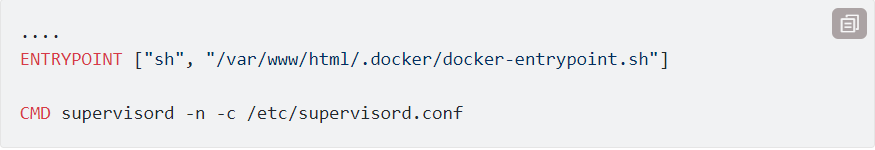 ....
ENTRYPOINT ["sh", "/var/www/html/.docker/docker-entrypoint.sh"]
CMD supervisord -n -c /etc/supervisord.conf